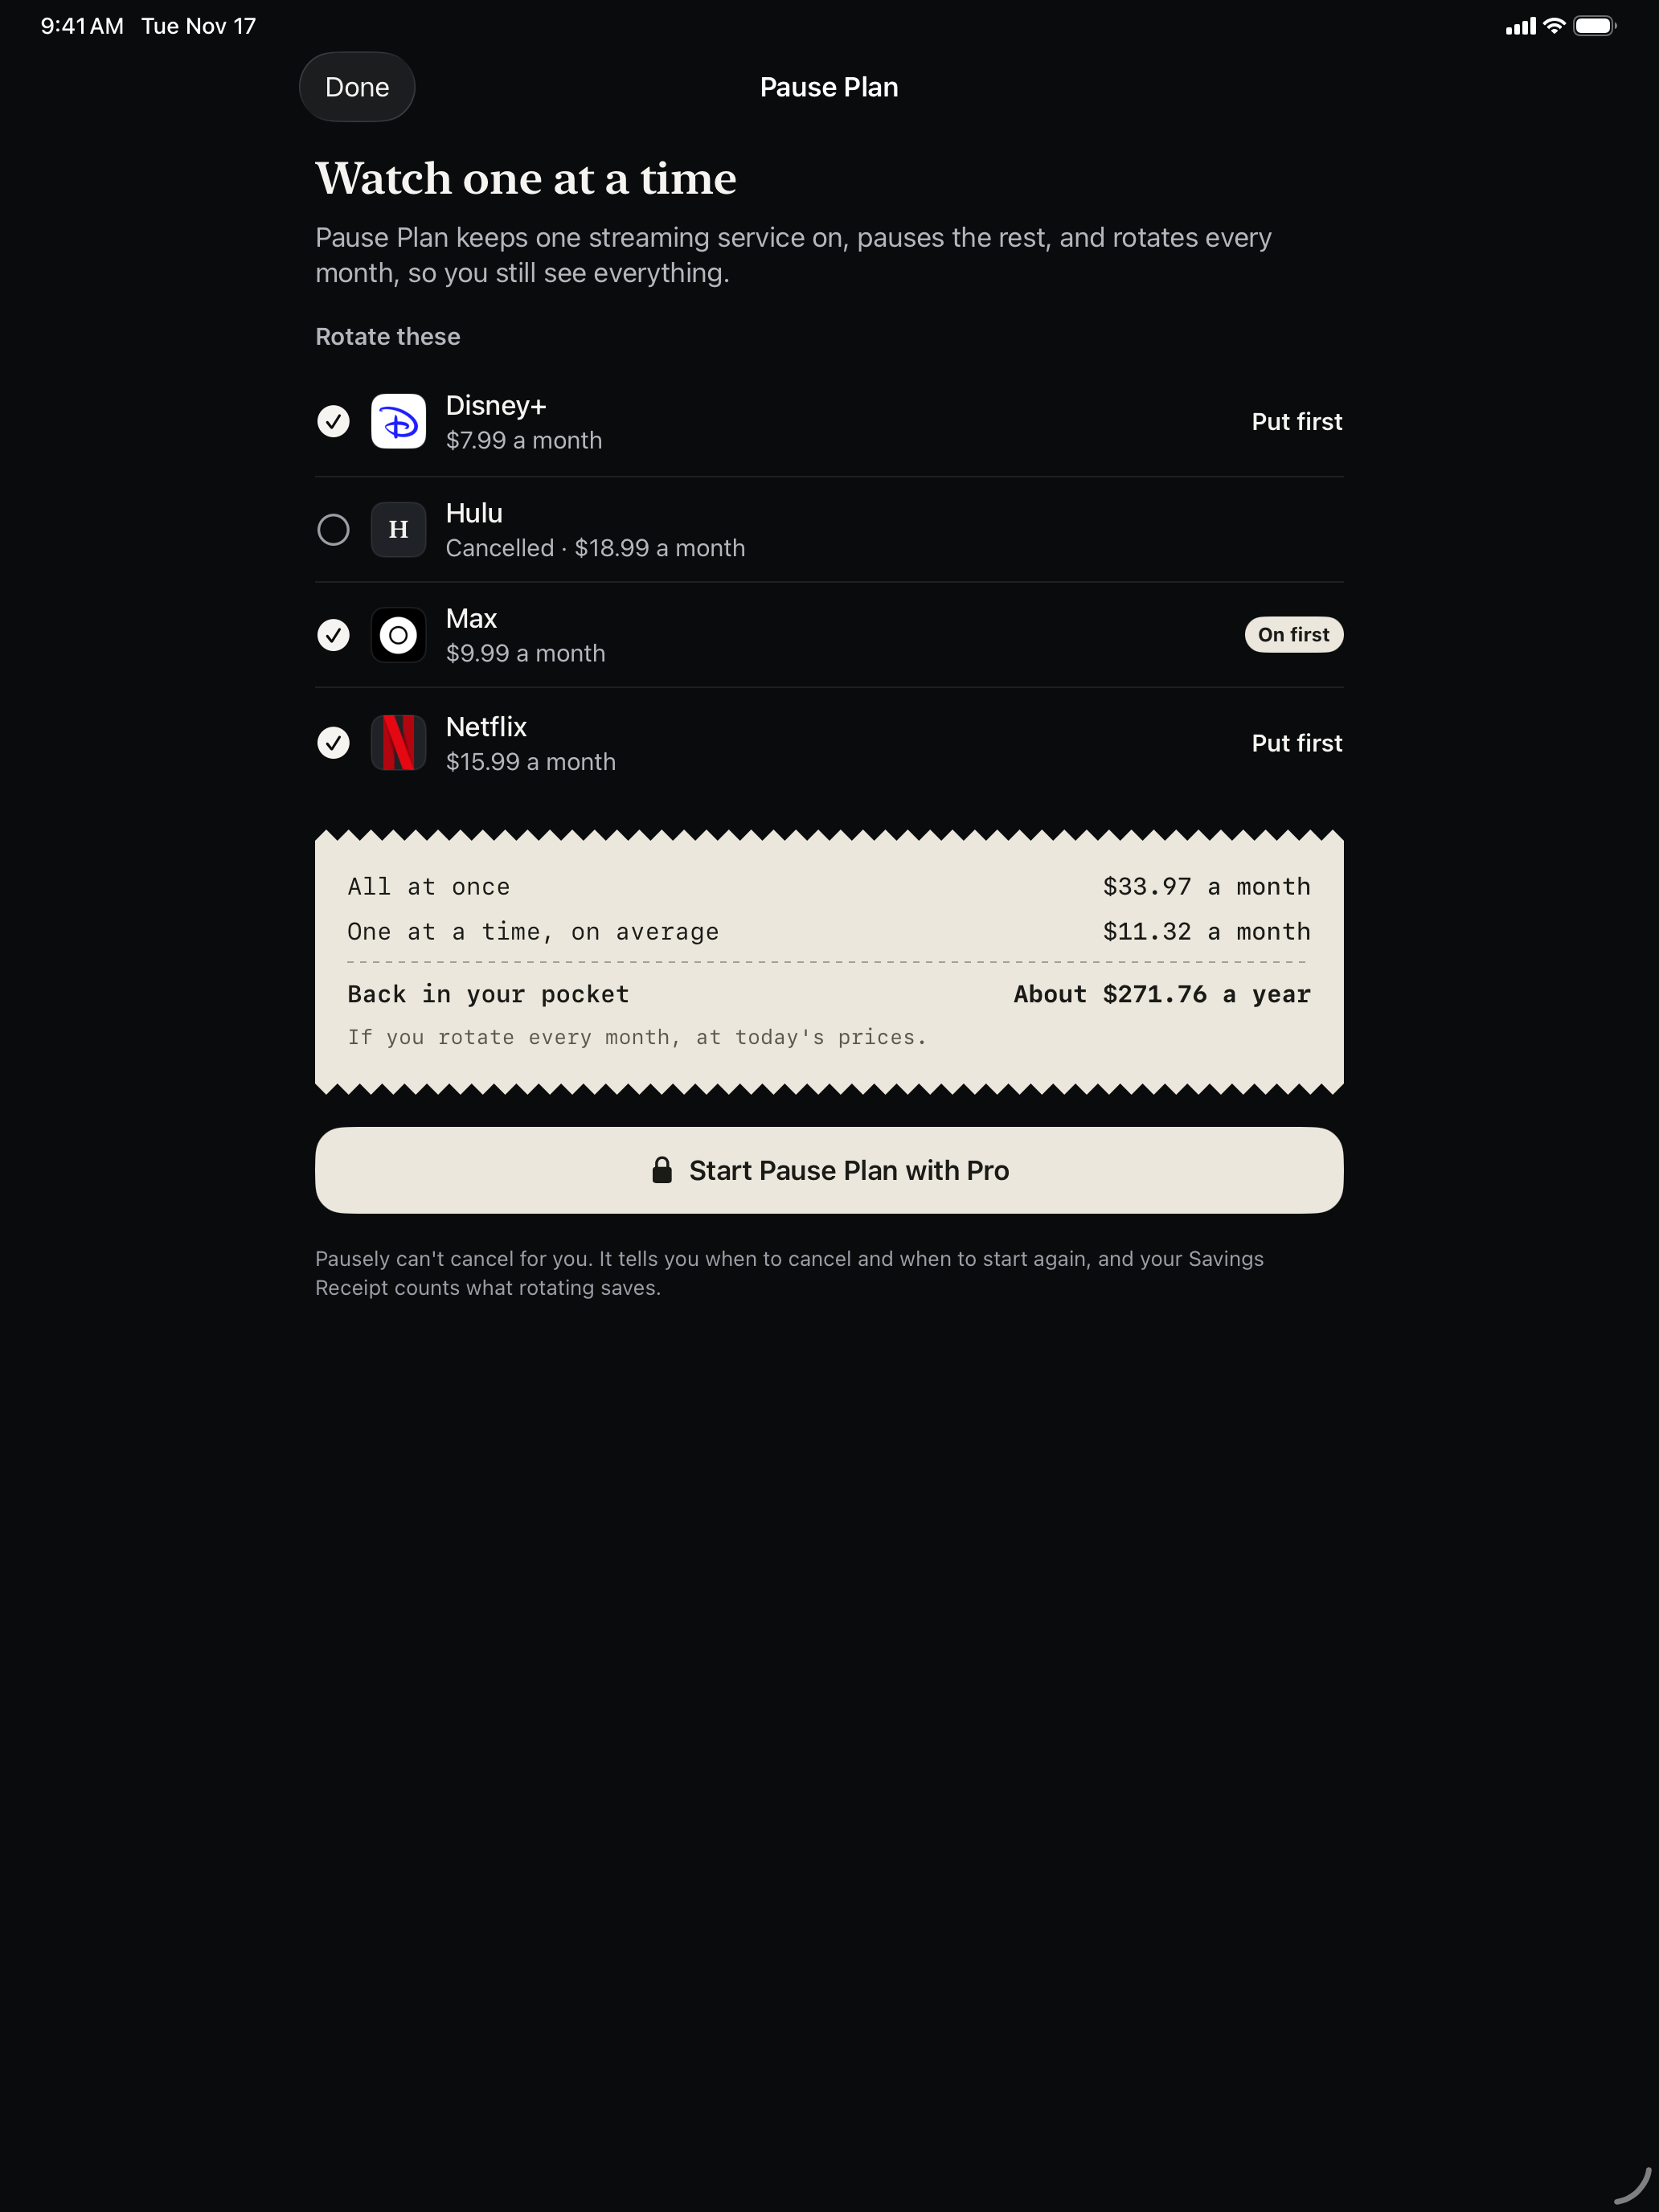 9:41 AM Tue Nov 17
Done
Pause Plan
Watch one at a time
Pause Plan keeps one streaming service on, pauses the rest, and rotates every
month, so you still see everything.
Rotate these
Disney+
$7.99 a month
Put first
H
Hulu
Cancelled · $18.99 a month
Max
$9.99 a month
On first
Netflix
$15.99 a month
Put first
All at once $33.97 a month
One at a time, on average $11.32 a month
Back in your pocket About $271.76 a year
If you rotate every month, at today's prices.
Start Pause Plan with Pro
Pausely can't cancel for you. It tells you when to cancel and when to start again, and your Savings
Receipt counts what rotating saves.